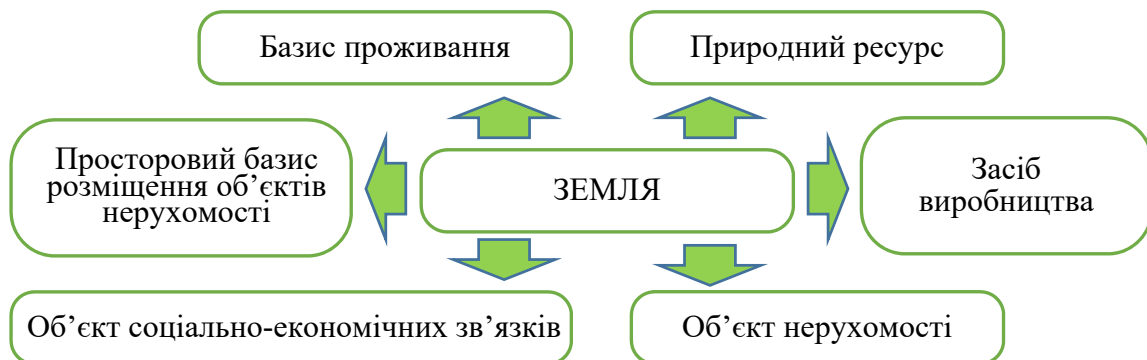 Базис проживання
Природний ресурс
Просторовий базис
розміщення об’єктів
нерухомості
ЗЕМЛЯ
Засіб
виробництва
Об’єкт соціально-економічних зв’язків
Об’єкт нерухомості